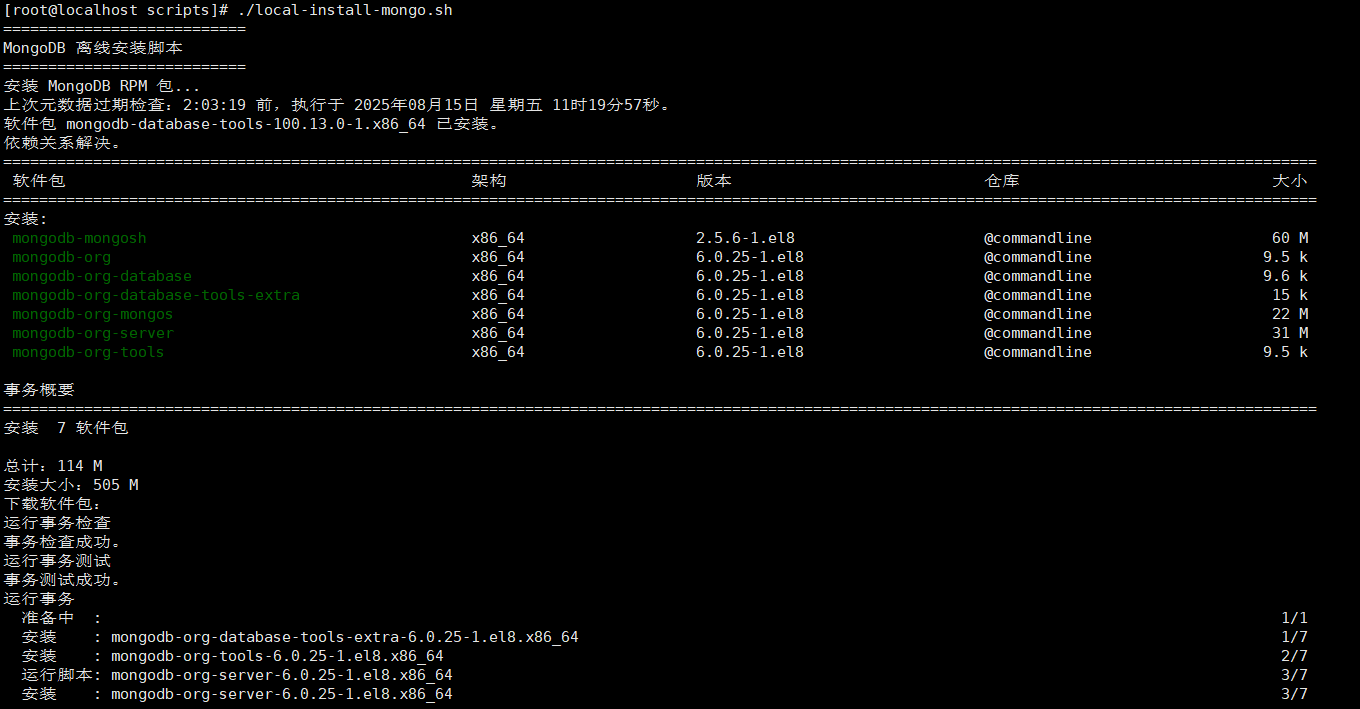 [root@localhost scripts]# ./local-install-mongo.sh
===========================
MongoDB 离线安装脚本
===========================
安装 MongoDB RPM 包...
上次元数据过期检查：2:03:19 前，执行于 2025年08月15日 星期五 11时19分57秒。
软件包 mongodb-database-tools-100.13.0-1.x86_64 已安装。
依赖关系解决。
==================================================================================================================================================
软件包 架构 版本 仓库 大小
==================================================================================================================================================
安装:
mongodb-mongosh x86_64 2.5.6-1.el8 @commandline 60 M
mongodb-org x86_64 6.0.25-1.el8 @commandline 9.5 k
mongodb-org-database x86_64 6.0.25-1.el8 @commandline 9.6 k
mongodb-org-database-tools-extra x86_64 6.0.25-1.el8 @commandline 15 k
mongodb-org-mongos x86_64 6.0.25-1.el8 @commandline 22 M
mongodb-org-server x86_64 6.0.25-1.el8 @commandline 31 M
mongodb-org-tools x86_64 6.0.25-1.el8 @commandline 9.5 k
事务概要
==================================================================================================================================================
安装  7 软件包
总计：114 M
安装大小：505 M
下载软件包：
运行事务检查
事务检查成功。
运行事务测试
事务测试成功。
运行事务
准备中  : 1/1
安装    : mongodb-org-database-tools-extra-6.0.25-1.el8.x86_64 1/7
安装    : mongodb-org-tools-6.0.25-1.el8.x86_64 2/7
运行脚本: mongodb-org-server-6.0.25-1.el8.x86_64 3/7
安装    : mongodb-org-server-6.0.25-1.el8.x86_64 3/7